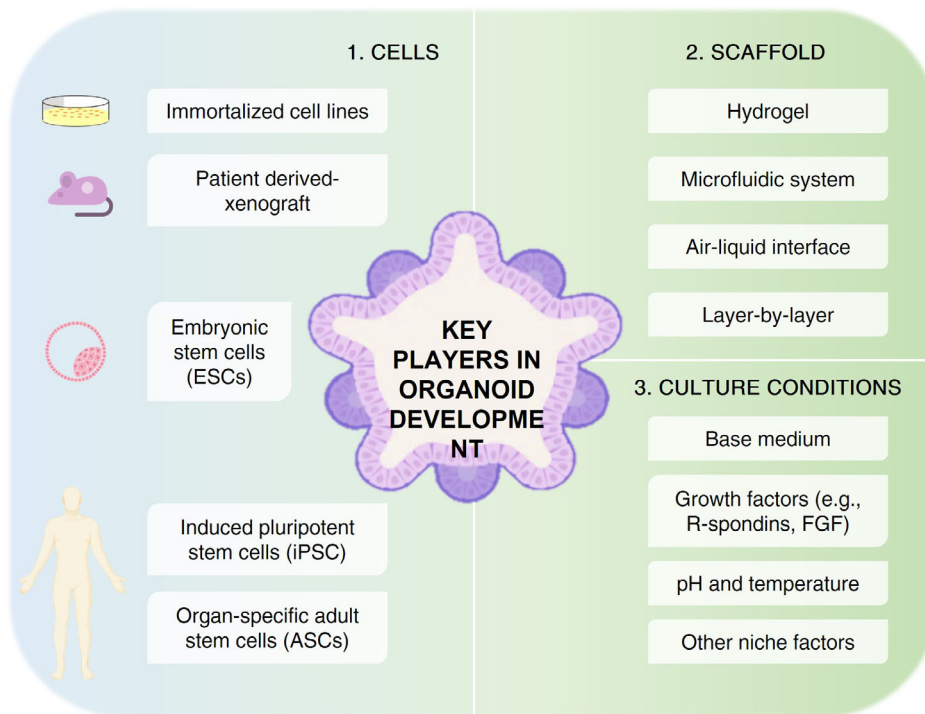 1. CELLS
Immortalized cell lines
Patient derived-
xenograft
Embryonic
stem cells
(ESCs)
Induced pluripotent
stem cells (iPSC)
Organ-specific adult
stem cells (ASCs)
KEY
PLAYERS IN
ORGANOID
DEVELOPME
NT
2. SCAFFOLD
Hydrogel
Microfluidic system
Air-liquid interface
Layer-by-layer
3. CULTURE CONDITIONS
Base medium
Growth factors (e.g.,
R-spondins, FGF)
pH and temperature
Other niche factors